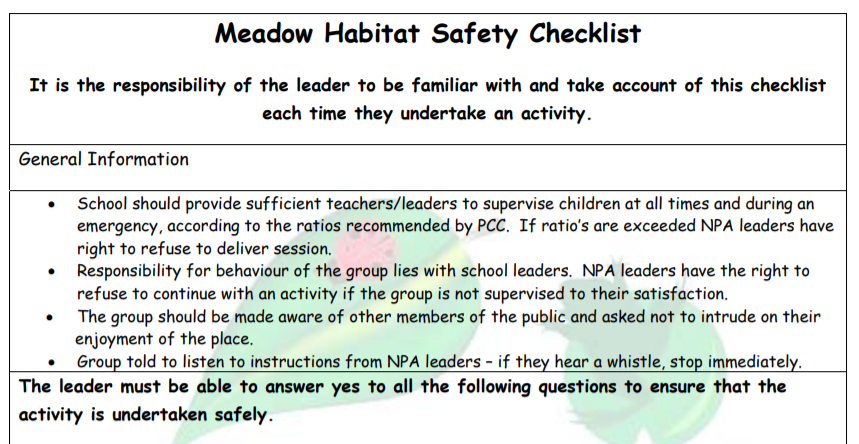 Meadow Habitat Safety Checklist
It is the responsibility of the leader to be familiar with and take account of this checklist
each time they undertake an activity.
General Information
• School should provide sufficient teachers/leaders to supervise children at all times and during an
emergency, according to the ratios recommended by PCC. If ratio's are exceeded NPA leaders have
right to refuse to deliver session.
• Responsibility for behaviour of the group lies with school leaders. NPA leaders have the right to
refuse to continue with an activity if the group is not supervised to their satisfaction.
• The group should be made aware of other members of the public and asked not to intrude on their
enjoyment of the place.
• Group told to listen to instructions from NPA leaders – if they hear a whistle, stop immediately.
The leader must be able to answer yes to all the following questions to ensure that the
activity is undertaken safely.